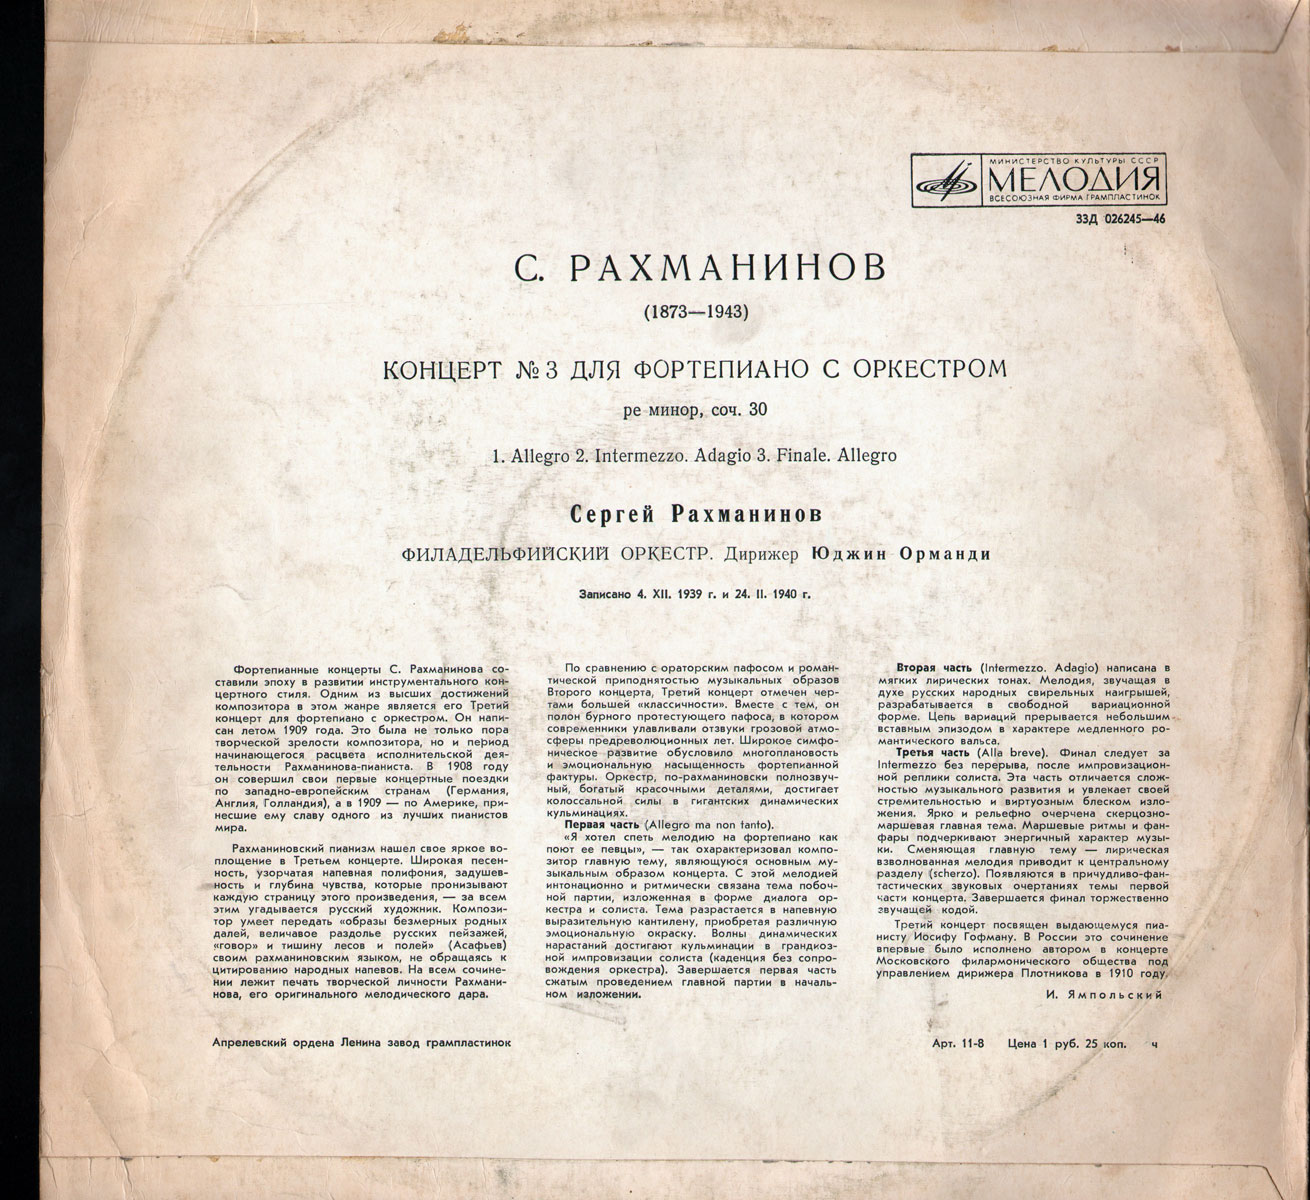 МИНИСТЕРСТВО КУЛЬТУРЫ СССР
МЕЛОДИЯ
ВСЕСОЮЗНАЯ ФИРМА ГРАМПЛАСТИНОК
33Д 026245—46
С. РАХМАНИНОВ
(1873—1943)
КОНЦЕРТ № 3 ДЛЯ ФОРТЕПИАНО С ОРКЕСТРОМ
ре минор, соч. 30
1. Allegro 2. Intermezzo. Adagio 3. Finale. Allegro
Сергей Рахманинов
ФИЛАДЕЛЬФИЙСКИЙ ОРКЕСТР. Дирижер Юджин Орманди
Записано 4. XII. 1939 г. и 24. II. 1940 г.
Фортепианные концерты С. Рахманинова со-
ставили эпоху в развитии инструментального кон-
цертного стиля. Одним из высших достижений
композитора в этом жанре является его Третий
концерт для фортепиано с оркестром. Он напи-
сан летом 1909 года. Это была не только пора
творческой зрелости композитора, но и период
начинающегося расцвета исполнительской дея-
тельности Рахманинова-пианиста. В 1908 году
он совершил свои первые концертные поездки
по западно-европейским странам (Германия,
Англия, Голландия), а в 1909 — по Америке, при-
несшие ему славу одного из лучших пианистов
мира.
Рахманиновский пианизм нашел свое яркое во-
площение в Третьем концерте. Широкая песен-
ность, узорчатая напевная полифония, задушев-
ность и глубина чувства, которые пронизывают
каждую страницу этого произведения, — за всем
этим угадывается русский художник. Компози-
тор умеет передать «образы безмерных родных
далей, величавое раздолье русских пейзажей,
«говор» и тишину лесов и полей» (Асафьев)
своим рахманиновским языком, не обращаясь к
цитированию народных напевов. На всем сочине-
нии лежит печать творческой личности Рахмани-
нова, его оригинального мелодического дара.
По сравнению с ораторским пафосом и роман-
тической приподнятостью музыкальных образов
Второго концерта, Третий концерт отмечен чер-
тами большей «классичности». Вместе с тем, он
полон бурного протестующего пафоса, в котором
современники улавливали отзвуки грозовой атмо-
сферы предреволюционных лет. Широкое симфо-
ническое развитие обусловило многоплановость
и эмоциональную насыщенность фортепианной
фактуры. Оркестр, по-рахманиновски полнозвуч-
ный, богатый красочными деталями, достигает
колоссальной силы в гигантских динамических
кульминациях.
Первая часть (Allegro ma non tanto).
«Я хотел спеть мелодию на фортепиано как
поют ее певцы», — так охарактеризовал компо-
зитор главную тему, являющуюся основным му-
зыкальным образом концерта. С этой мелодией
интонационно и ритмически связана тема побоч-
ной партии, изложенная в форме диалога ор-
кестра и солиста. Тема разрастается в напевную
выразительную кантилену, приобретая различную
эмоциональную окраску. Волны динамических
нарастаний достигают кульминации в грандиоз-
ной импровизации солиста (каденция без сопро-
вождения оркестра). Завершается первая часть
сжатым проведением главной партии в началь-
ном изложении.
Вторая часть (Intermezzo. Adagio) написана в
мягких лирических тонах. Мелодия, звучащая в
духе русских народных свирельных наигрышей,
разрабатывается в свободной вариационной
форме. Цепь вариаций прерывается небольшим
вставным эпизодом в характере медленного ро-
мантического вальса.
Третья часть (Alla breve). Финал следует за
Intermezzo без перерыва, после импровизацион-
ной реплики солиста. Эта часть отличается слож-
ностью музыкального развития и увлекает своей
стремительностью и виртуозным блеском изло-
жения. Ярко и рельефно очерчена скерцозно-
маршевая главная тема. Маршевые ритмы и фан-
фары подчеркивают энергичный характер музы-
ки. Сменяющая главную тему — лирическая
взволнованная мелодия приводит к центральному
разделу (scherzo). Появляются в причудливо-фан-
тастических звуковых очертаниях темы первой
части концерта. Завершается финал торжественно
звучащей кодой.
Третий концерт посвящен выдающемуся пиа-
нисту Иосифу Гофману. В России это сочинение
впервые было исполнено автором в концерте
Московского филармонического общества под
управлением дирижера Плотникова в 1910 году.
И. Ямпольский
Апрелевский ордена Ленина завод грампластинок
Арт. 11-8 Цена 1 руб. 25 коп. ч